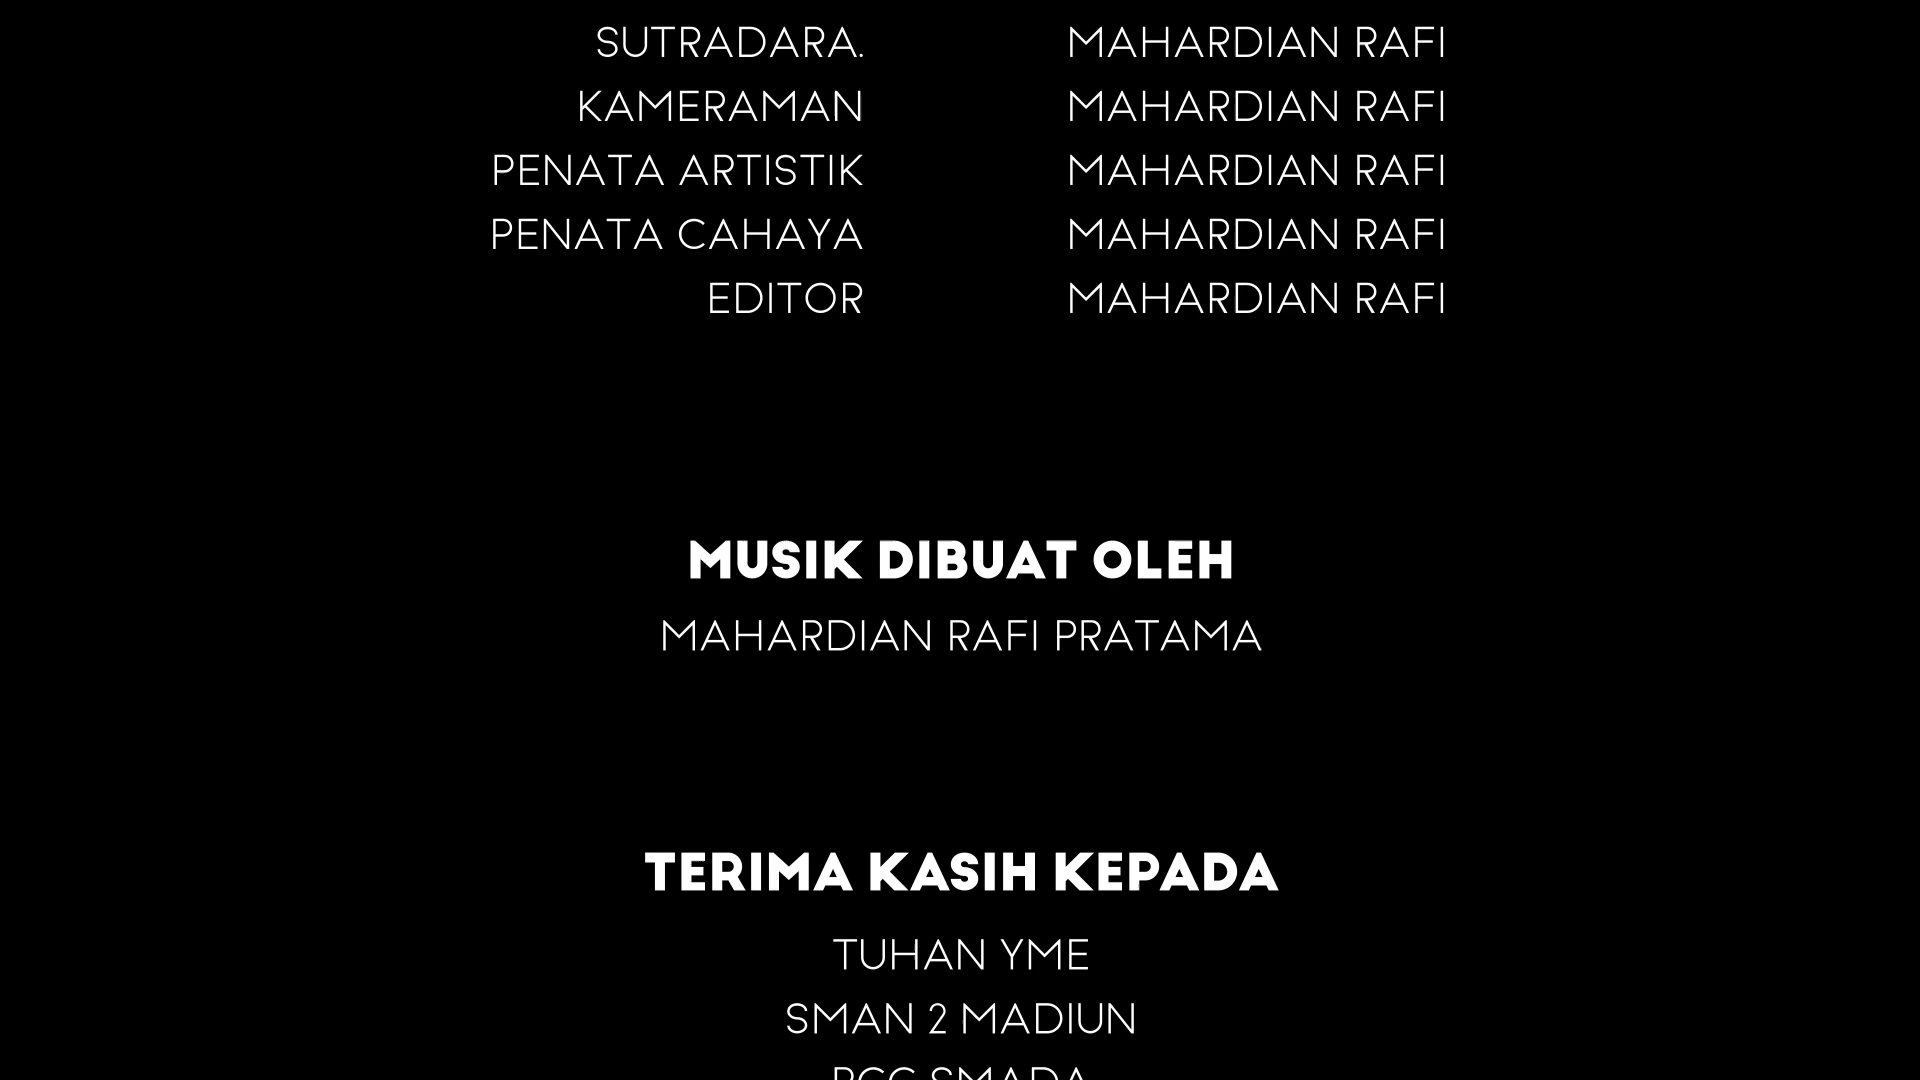 SUTRADARA. MAHARDIAN RAFI
KAMERAMAN MAHARDIAN RAFI
PENATA ARTISTIK MAHARDIAN RAFI
PENATA CAHAYA MAHARDIAN RAFI
EDITOR MAHARDIAN RAFI
MUSIK DIBUAT OLEH
MAHARDIAN RAFI PRATAMA
TERIMA KASIH KEPADA
TUHAN YME
SMAN 2 MADIUN
SMADA